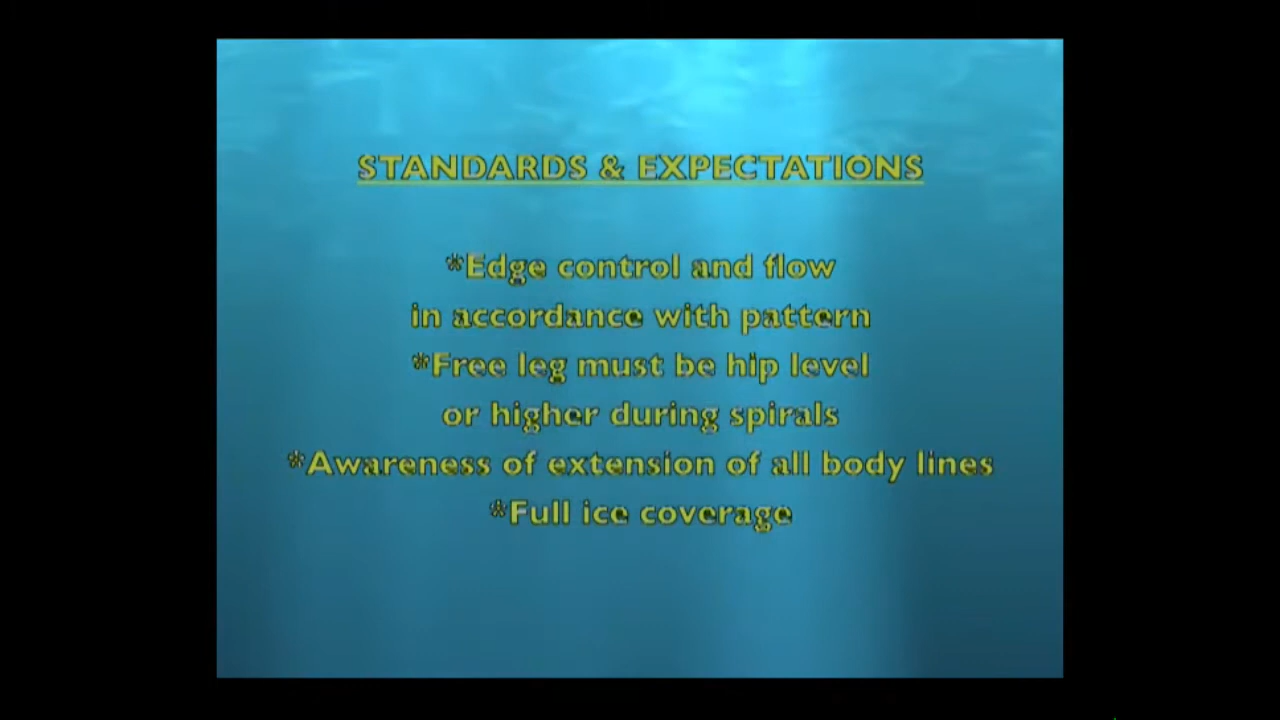 STANDARDS & EXPECTATIONS
*Edge control and flow
in accordance with pattern
*Free leg must be hip level
or higher during spirals
*Awareness of extension of all body lines
*Full ice coverage